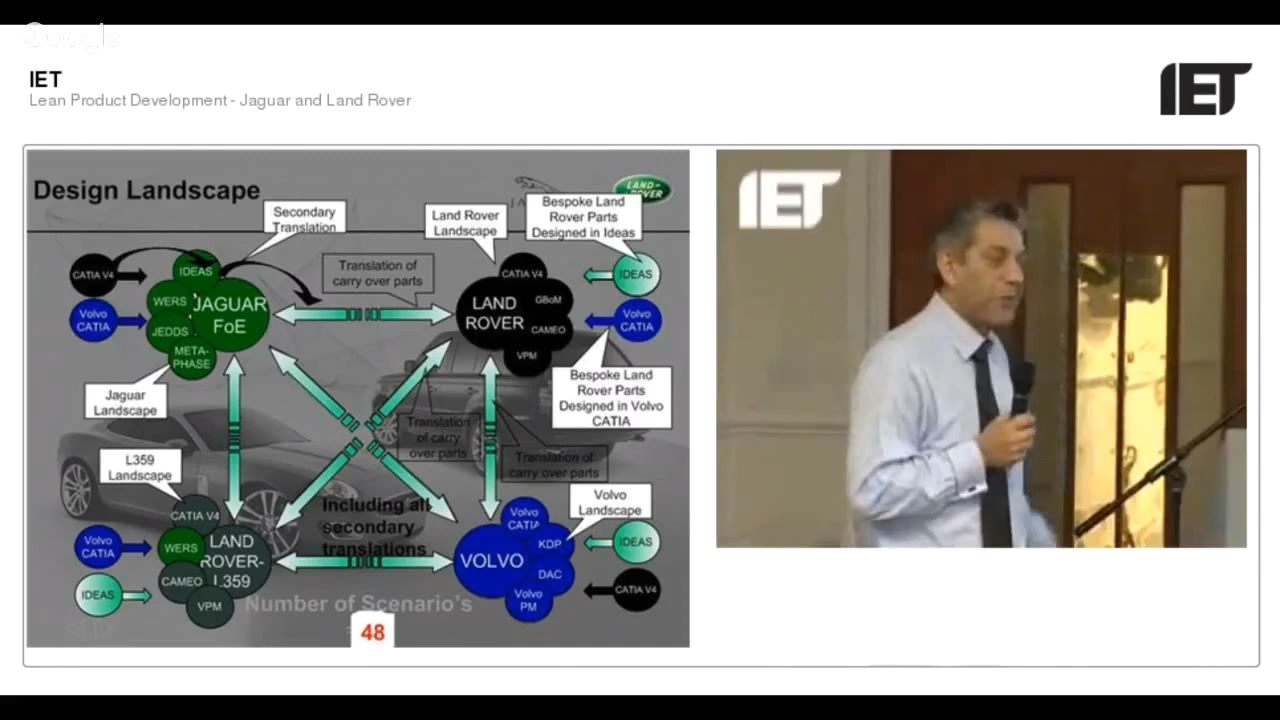 Google
IET
Lean Product Development - Jaguar and Land Rover
IET
Design Landscape
LAND-
ROVER
Secondary
Translation
Land Rover
Landscape
Bespoke Land
Rover Parts
Designed in Ideas
CATIA V4
IDEAS
Translation of
carry over parts
CATIA V4
IDEAS
Volvo
CATIA
WERS
JAGUAR
FoE
JEDDS
META-
PHASE
LAND
ROVER
GBoM
CAMEO
VPM
Volvo
CATIA
Jaguar
Landscape
Bespoke Land
Rover Parts
Designed in Volvo
CATIA
Translation
of carry
over parts
Translation of
carry over parts
L359
Landscape
Volvo
Landscape
CATIA V4
Including all
secondary
translations
Volvo
CATIA
Volvo
CATIA
WERS
LAND
ROVER-
L359
CAMEO
VPM
IDEAS
VOLVO
KDP
DAC
Volvo
PM
IDEAS
CATIA V4
Number of Scenario's
48
IET